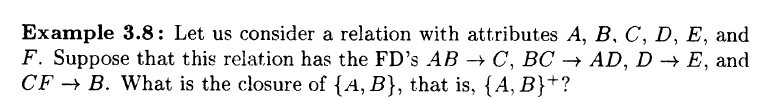 Example 3.8: Let us consider a relation with attributes A, B, C, D, E, and
F. Suppose that this relation has the FD's AB → C, BC → AD, D → E, and
CF → B. What is the closure of {A, B}, that is, {A, B}⁺?